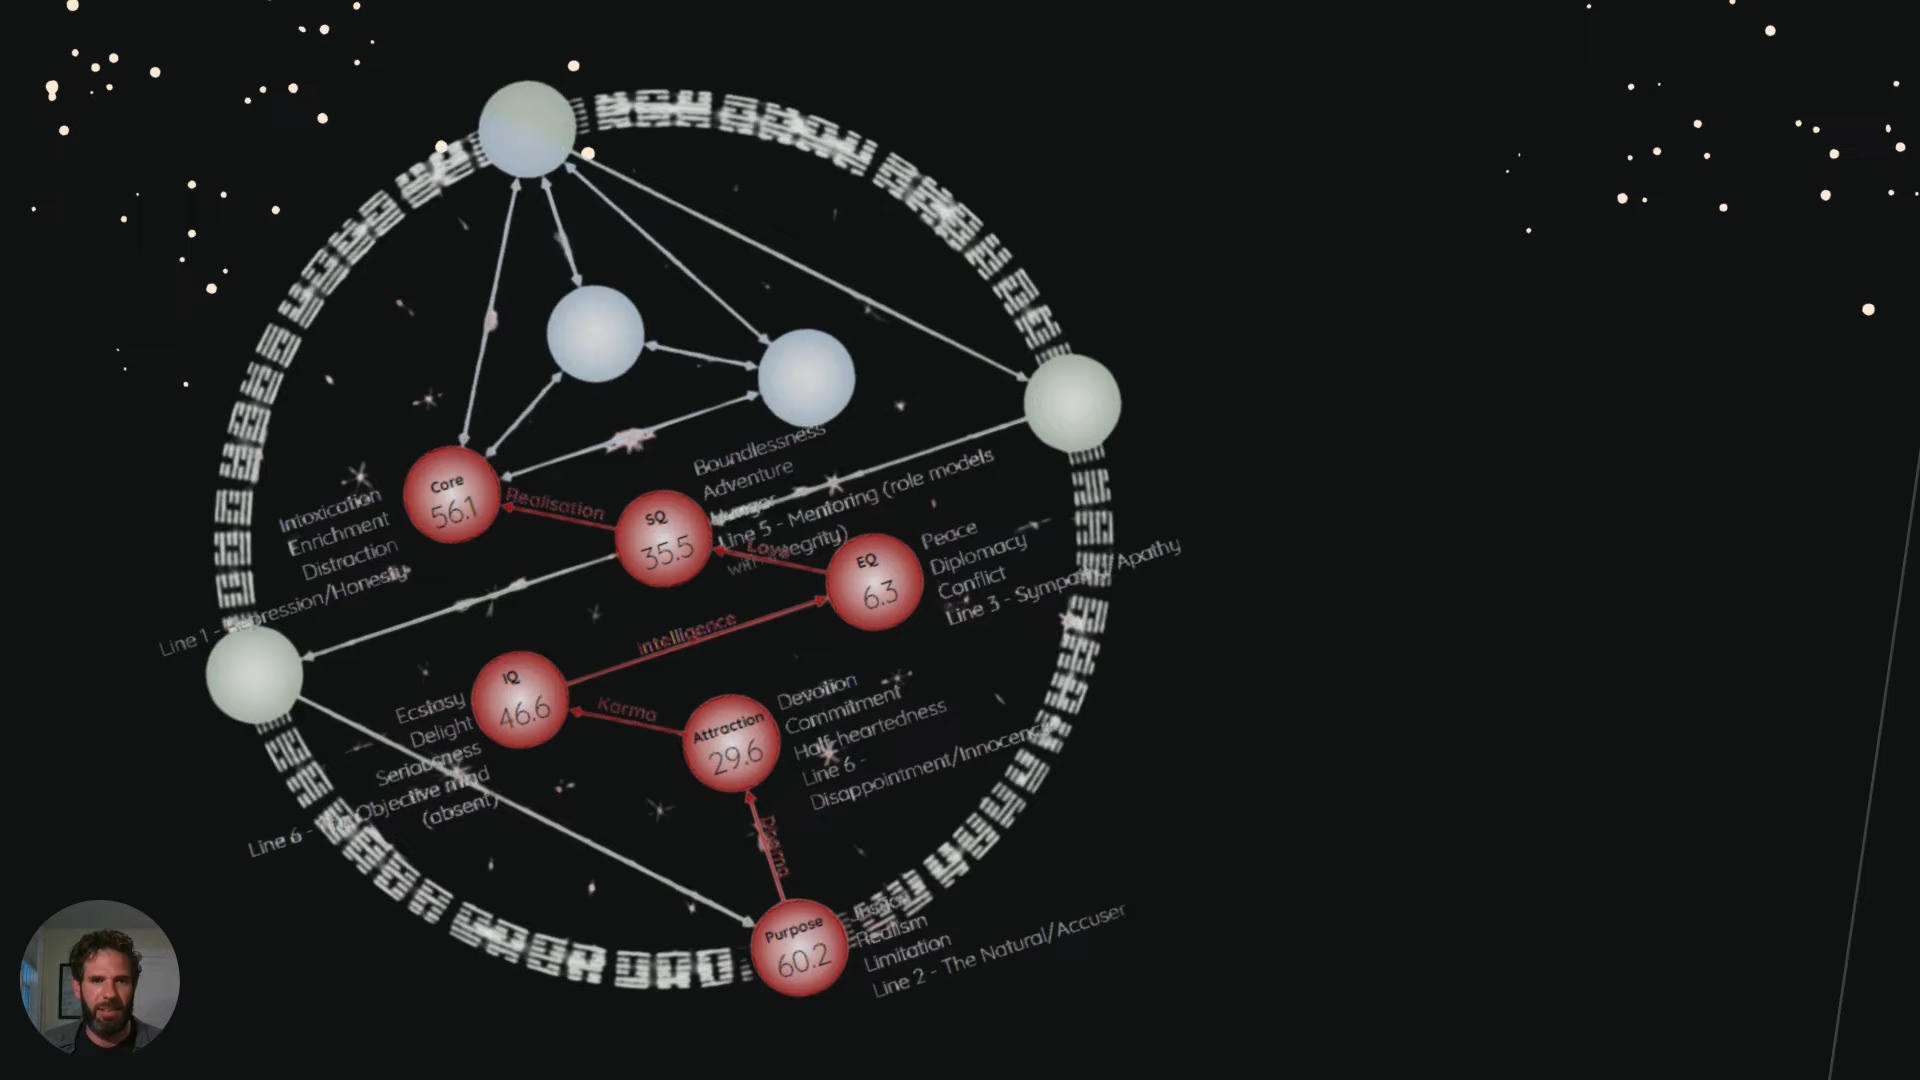 Core
56.1
Intoxication
Enrichment
Distraction
Line 1 -
Realisation
SQ
35.5
Boundlessness
Adventure
Hunger
Line 5 - Mentoring (role models
Love
EQ
6.3
Peace
Diplomacy
Conflict
Line 3 - Sympathy/Apathy
Intelligence
IQ
46.6
Ecstasy
Delight
Seriousness
Line 6 - Objective mind
(absent)
Karma
Attraction
29.6
Devotion
Commitment
Half-heartedness
Line 6 -
Disappointment/Innocence
Dharma
Purpose
60.2
Realism
Limitation
Line 2 - The Natural/Accuser